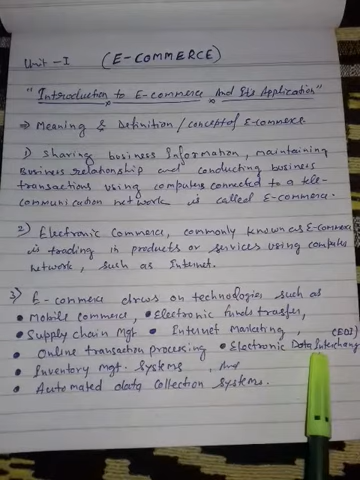 Unit - I (E-COMMERCE)
"Introduction to E-commerce And Its Application"
⇒ Meaning & Definition/concept of E-commerce
1) Sharing business Information, maintaining
Business relationship and conducting business
transactions using computers connected to a tele-
communication network is called E-commerce.
2) Electronic Commerce, commonly known as E-commerce
is trading in products or services using computer
network, such as Internet.
3) E-commerce draws on technologies such as
• Mobile commerce, • Electronic funds trasfer,
• Supply chain Mgt • Internet Marketing, (EDI)
• Online transaction processing • Electronic Data Interchang
• Inventory mgt. Systems, And
• Automated data Collection Systems.